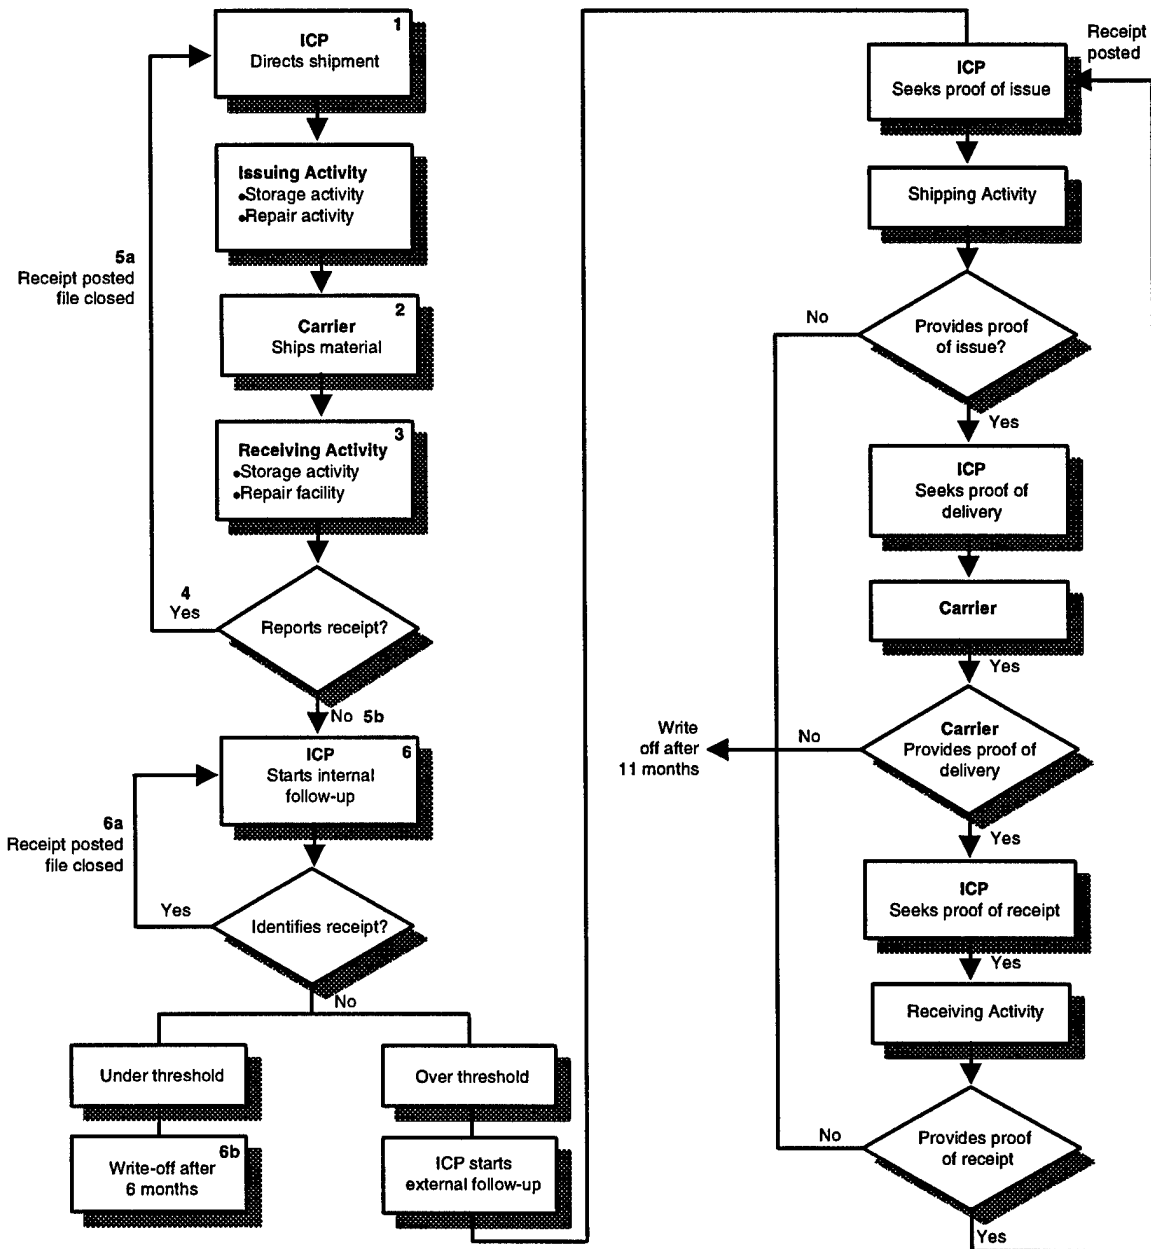 1
ICP
Directs shipment
Issuing Activity
•Storage activity
•Repair activity
5a
Receipt posted
file closed
2
Carrier
Ships material
3
Receiving Activity
•Storage activity
•Repair facility
4
Yes
Reports receipt?
No 5b
6
ICP
Starts internal
follow-up
6a
Receipt posted
file closed
Yes
Identifies receipt?
No
Under threshold
Over threshold
6b
Write-off after
6 months
ICP starts
external follow-up
Receipt
posted
ICP
Seeks proof of issue
Shipping Activity
No
Provides proof
of issue?
Yes
ICP
Seeks proof of
delivery
Carrier
Yes
Write
off after
11 months
No
Carrier
Provides proof of
delivery
Yes
ICP
Seeks proof of receipt
Yes
Receiving Activity
No
Provides proof
of receipt
Yes